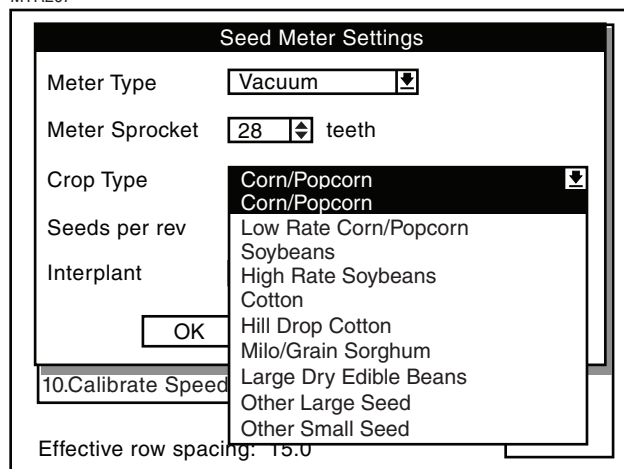 Seed Meter Settings
Meter Type Vacuum
Meter Sprocket 28 teeth
Crop Type Corn/Popcorn
Corn/Popcorn
Seeds per rev Low Rate Corn/Popcorn
Soybeans
Interplant High Rate Soybeans
Cotton
OK Hill Drop Cotton
Milo/Grain Sorghum
10.Calibrate Speed Large Dry Edible Beans
Other Large Seed
Other Small Seed
Effective row spacing: 15.0